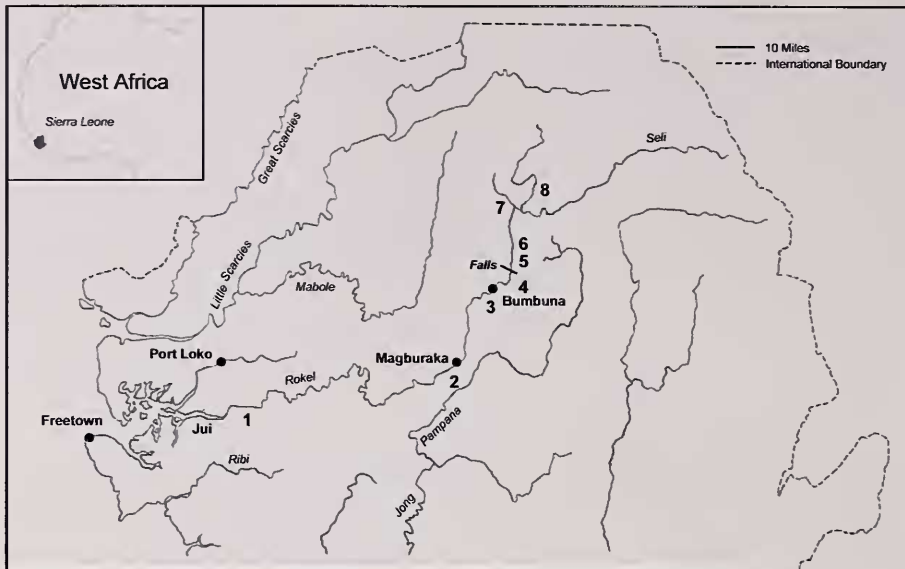 West Africa
Sierra Leone
10 Miles
International Boundary
Great Scarcies
Little Scarcies
Seli
8
7
6
5
Falls
4
Bumbuna
3
Mabole
Port Loko
Magburaka
Rokel
2
Freetown
Jui
1
Pampana
Ribi
Jong